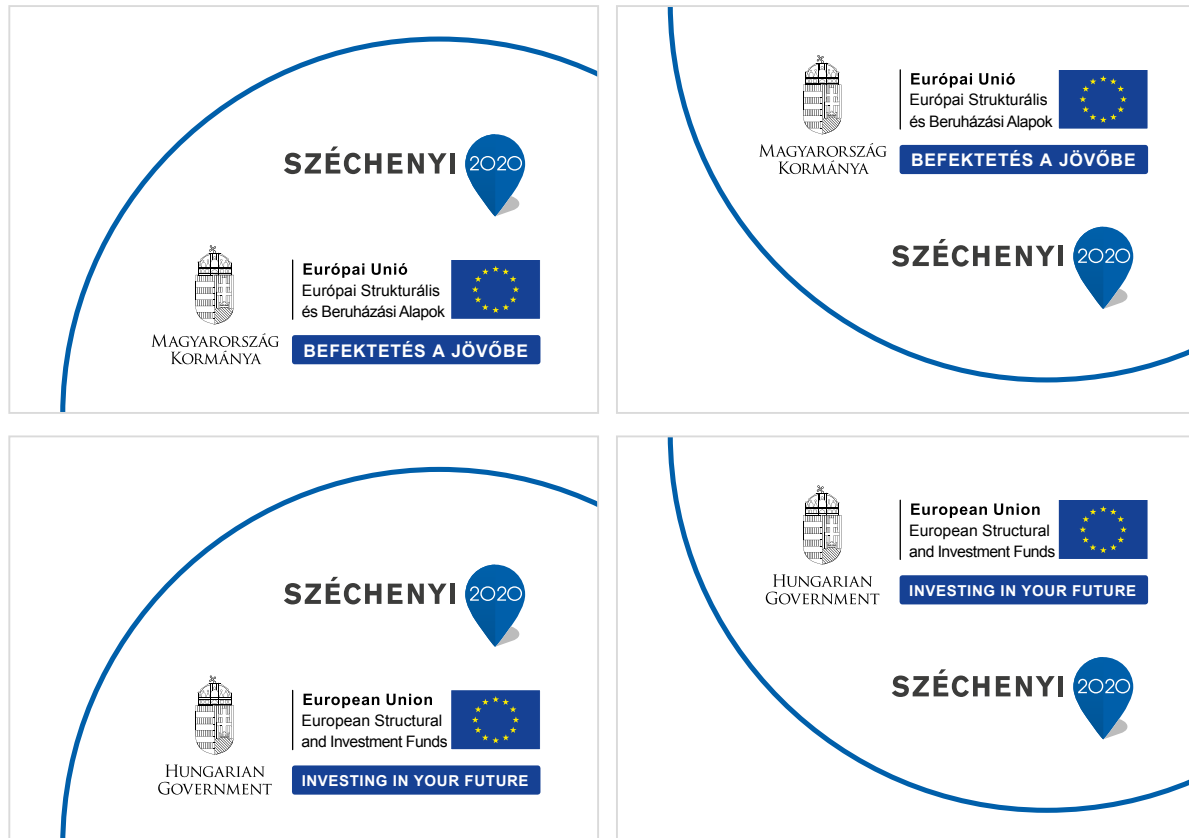 SZÉCHENYI 2020
Európai Unió
Európai Strukturális
és Beruházási Alapok
MAGYARORSZÁG
KORMÁNYA
BEFEKTETÉS A JÖVŐBE
Európai Unió
Európai Strukturális
és Beruházási Alapok
MAGYARORSZÁG
KORMÁNYA
BEFEKTETÉS A JÖVŐBE
SZÉCHENYI 2020
SZÉCHENYI 2020
European Union
European Structural
and Investment Funds
HUNGARIAN
GOVERNMENT
INVESTING IN YOUR FUTURE
European Union
European Structural
and Investment Funds
HUNGARIAN
GOVERNMENT
INVESTING IN YOUR FUTURE
SZÉCHENYI 2020